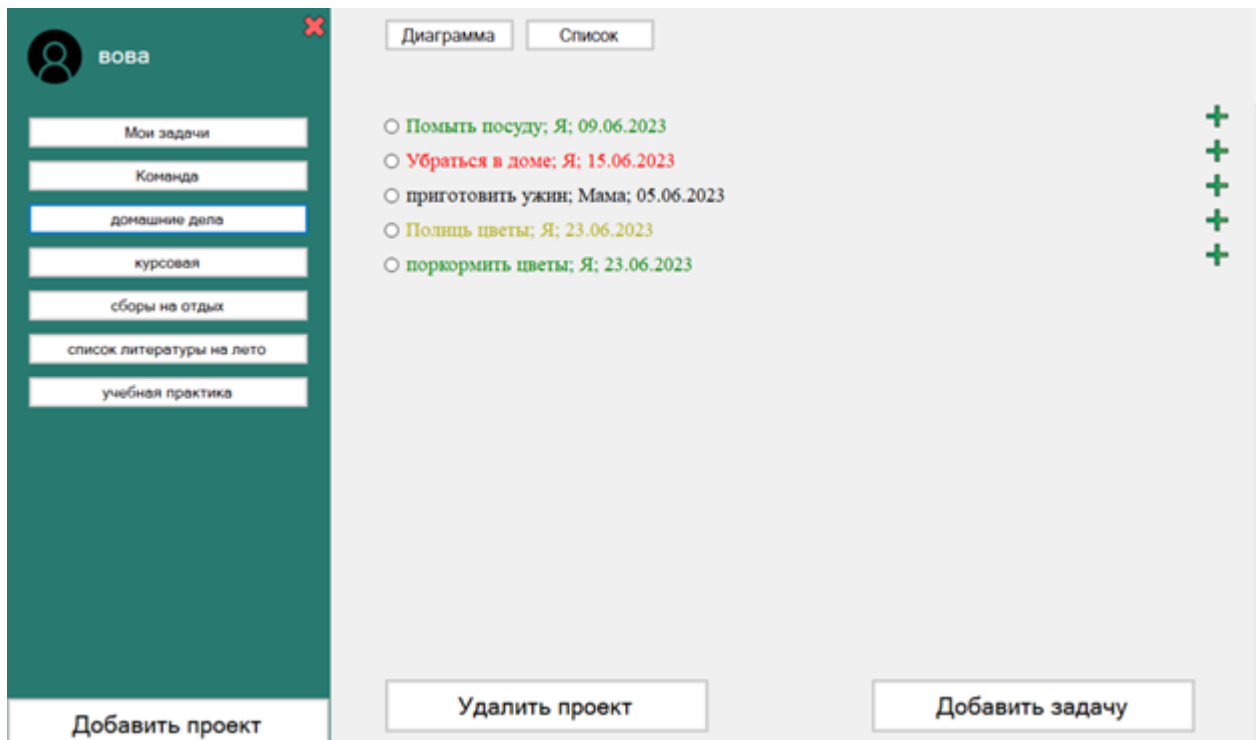 вова
Мои задачи
Команда
домашние дела
курсовая
сборы на отдых
список литературы на лето
учебная практика
Добавить проект
Диаграмма
Список
Помыть посуду; Я; 09.06.2023
Убраться в доме; Я; 15.06.2023
приготовить ужин; Мама; 05.06.2023
Полиць цветы; Я; 23.06.2023
поркормить цветы; Я; 23.06.2023
Удалить проект
Добавить задачу